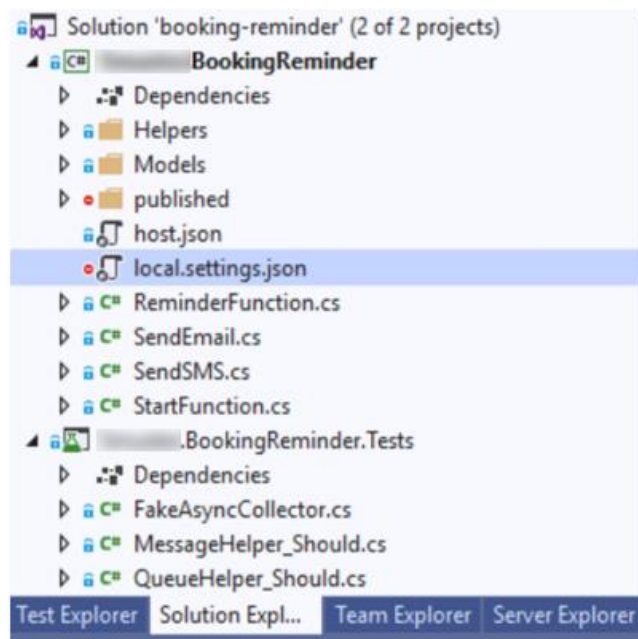 Solution 'booking-reminder' (2 of 2 projects)
C# BookingReminder
Dependencies
Helpers
Models
published
host.json
local.settings.json
C# ReminderFunction.cs
C# SendEmail.cs
C# SendSMS.cs
C# StartFunction.cs
.BookingReminder.Tests
Dependencies
C# FakeAsyncCollector.cs
C# MessageHelper_Should.cs
C# QueueHelper_Should.cs
Test Explorer Solution Expl... Team Explorer Server Explorer